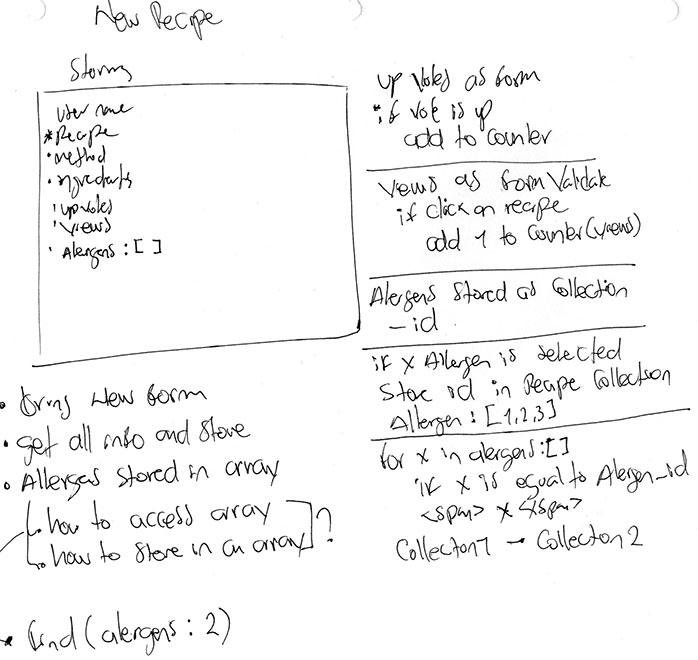 New Recipe
Storing
user name
*Recipe
• method
• ingredients
' upvotes
' views
' Alergens : [ ]
• bring new form
• get all info and store
• Allergens stored in array
• how to access array
• how to store in an array ?
* find(alergens : 2)
up votes as form
if vote is up
add to counter
views as form validate
if click on recipe
add 1 to counter(views)
Alergens stored as collection
_id
if x Allergen is selected
store id in Recipe Collection
Allergen : [1,2,3]
for x in alergens:[]
if x is equal to Alergen_id
<span> x </span>
Collecton1 - Collecton2